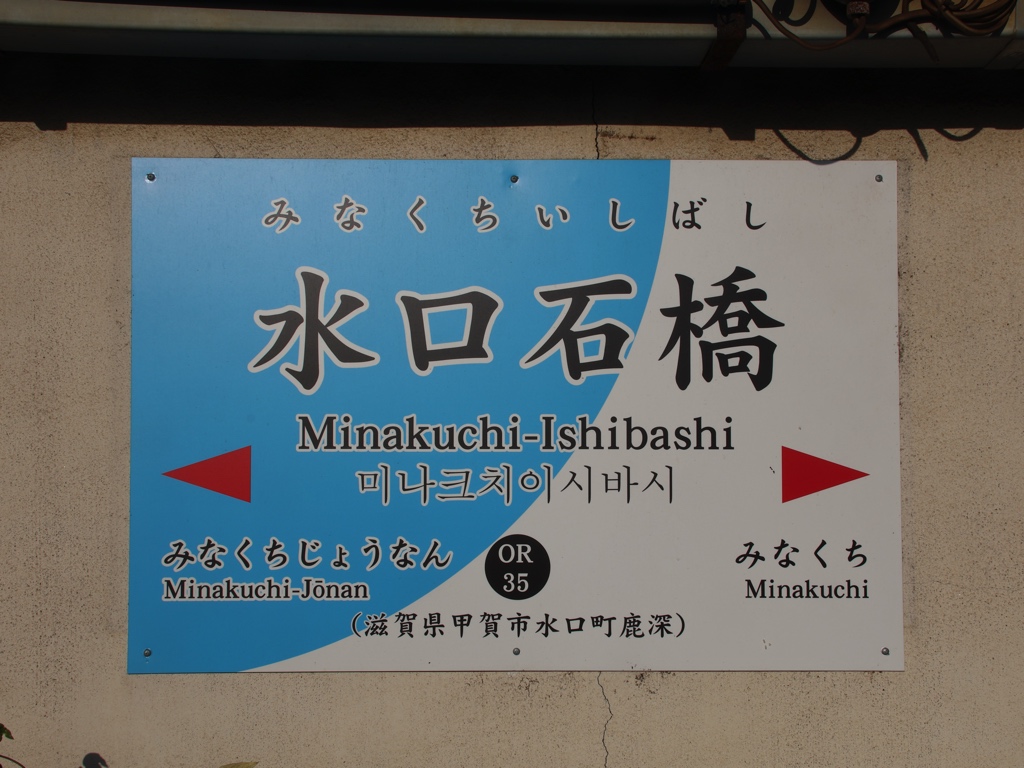 みなくちいしばし
水口石橋
Minakuchi-Ishibashi
미나크치이시바시
みなくちじょうなん
Minakuchi-Jōnan
OR
35
みなくち
Minakuchi
(滋賀県甲賀市水口町鹿深)